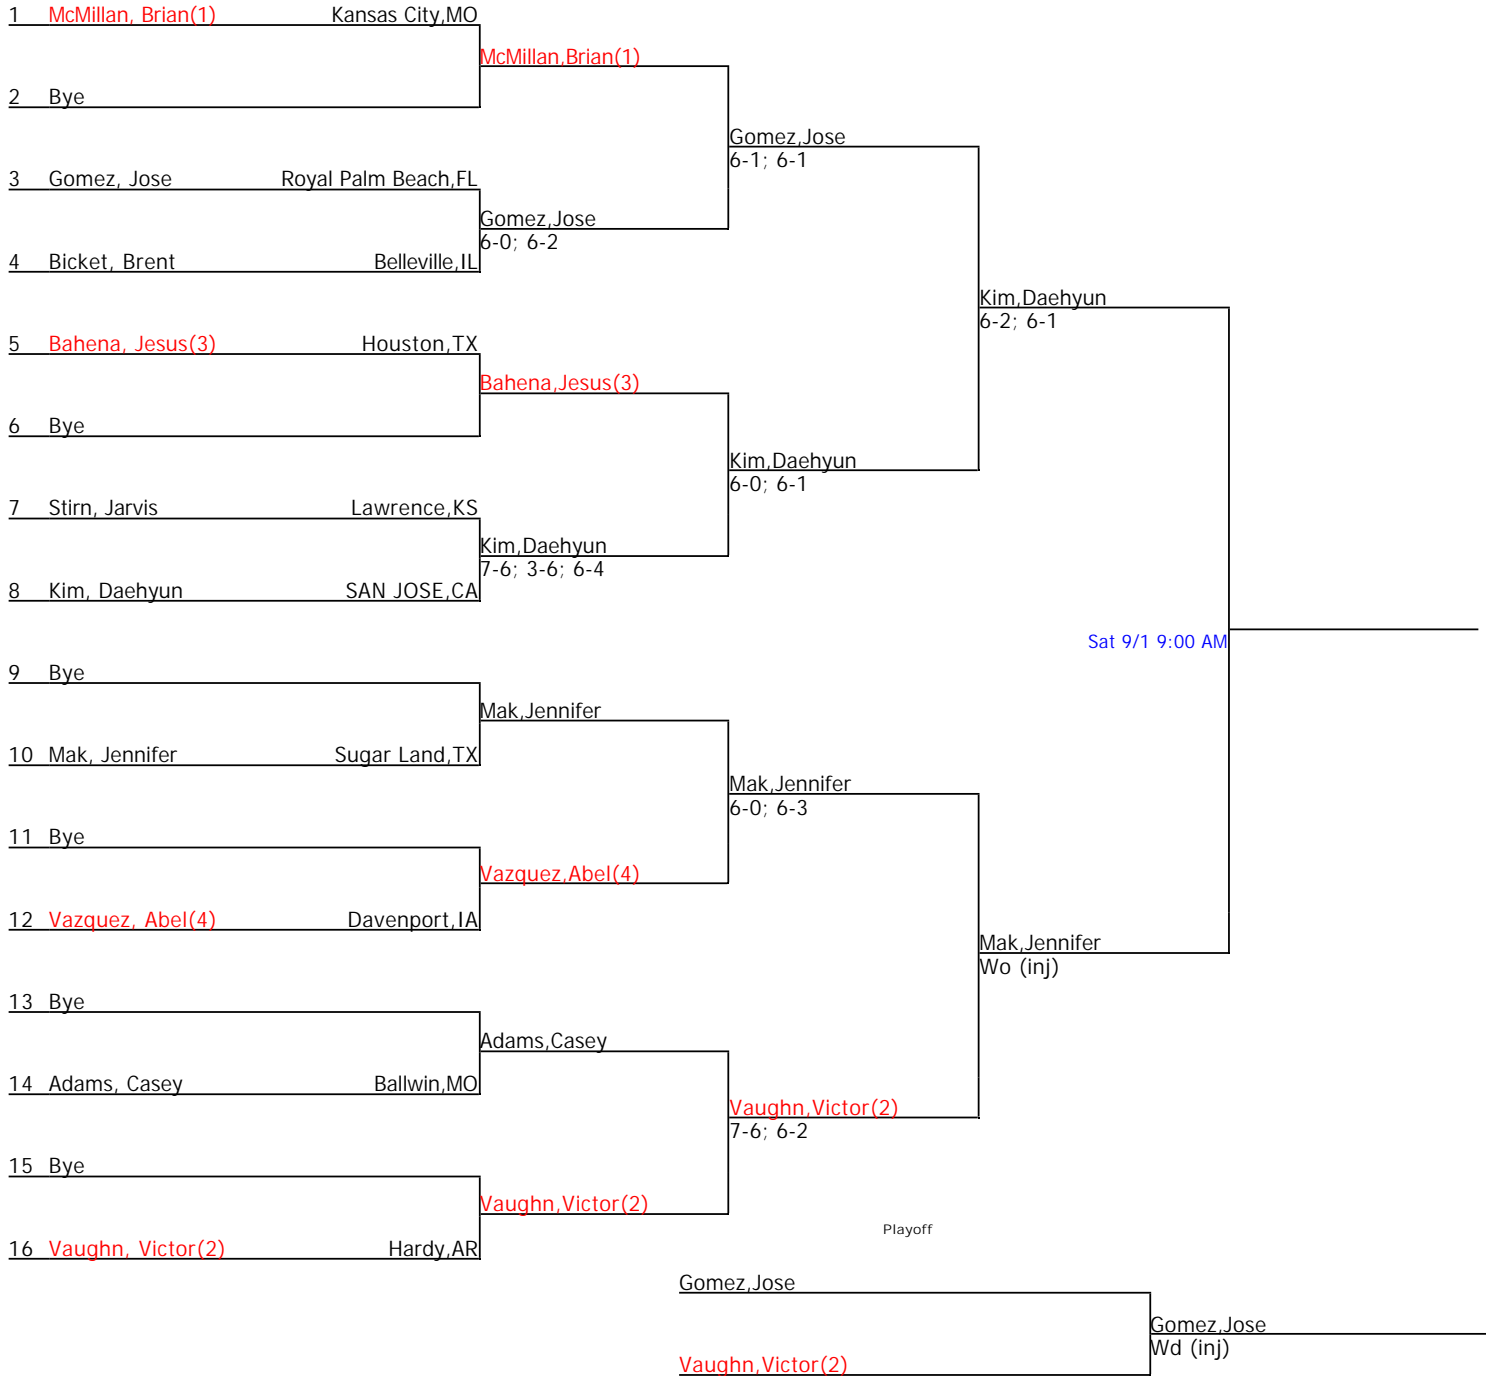 1 McMillan, Brian(1) Kansas City,MO
McMillan,Brian(1)
2 Bye
Gomez,Jose
6-1; 6-1
3 Gomez, Jose Royal Palm Beach,FL
Gomez,Jose
6-0; 6-2
4 Bicket, Brent Belleville,IL
Kim,Daehyun
6-2; 6-1
5 Bahena, Jesus(3) Houston,TX
Bahena,Jesus(3)
6 Bye
Kim,Daehyun
6-0; 6-1
7 Stirn, Jarvis Lawrence,KS
Kim,Daehyun
7-6; 3-6; 6-4
8 Kim, Daehyun SAN JOSE,CA
Sat 9/1 9:00 AM
9 Bye
Mak,Jennifer
10 Mak, Jennifer Sugar Land,TX
Mak,Jennifer
6-0; 6-3
11 Bye
Vazquez,Abel(4)
12 Vazquez, Abel(4) Davenport,IA
Mak,Jennifer
Wo (inj)
13 Bye
Adams,Casey
14 Adams, Casey Ballwin,MO
Vaughn,Victor(2)
7-6; 6-2
15 Bye
Vaughn,Victor(2)
16 Vaughn, Victor(2) Hardy,AR
Playoff
Gomez,Jose
Gomez,Jose
Wd (inj)
Vaughn,Victor(2)